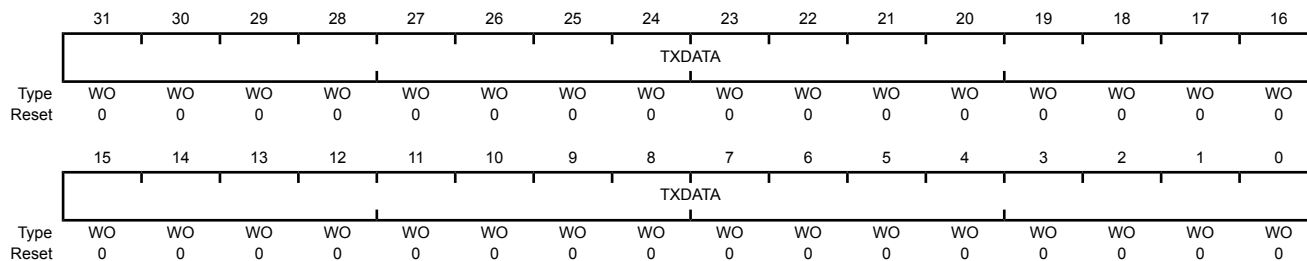 31 30 29 28 27 26 25 24 23 22 21 20 19 18 17 16
TXDATA
Type WO WO WO WO WO WO WO WO WO WO WO WO WO WO WO WO
Reset 0 0 0 0 0 0 0 0 0 0 0 0 0 0 0 0
15 14 13 12 11 10 9 8 7 6 5 4 3 2 1 0
TXDATA
Type WO WO WO WO WO WO WO WO WO WO WO WO WO WO WO WO
Reset 0 0 0 0 0 0 0 0 0 0 0 0 0 0 0 0